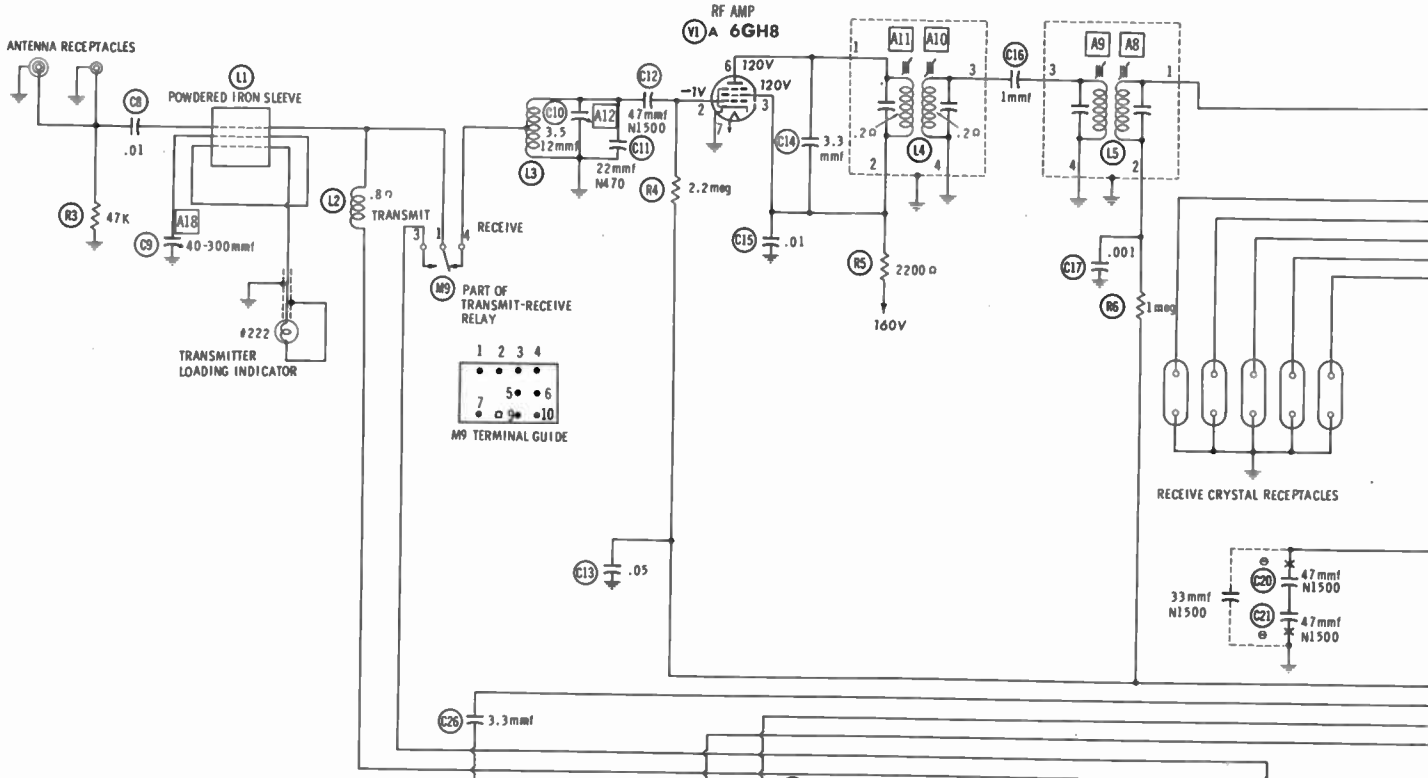 RF AMP
V1 A 6GH8
ANTENNA RECEPTACLES
L1
POWDERED IRON SLEEVE
C8
.01
R3
47K
A18
C9
40-300mmf
#222
TRANSMITTER
LOADING INDICATOR
L2
.8Ω
TRANSMIT
RECEIVE
3
1
4
M9
PART OF
TRANSMIT-RECEIVE
RELAY
1 2 3 4
5 6
7 9 10
M9 TERMINAL GUIDE
L3
C10
3.5
12mmf
A12
C11
22mmf
N470
C12
47mmf
N1500
R4
2.2meg
-1V
2
6
120V
120V
3
7
C14
3.3
mmf
C15
.01
R5
2200Ω
160V
1
A11
A10
3
.2Ω
.2Ω
L4
2
4
C16
1mmf
A9
A8
3
1
L5
4
2
C17
.001
R6
1meg
RECEIVE CRYSTAL RECEPTACLES
C13
.05
33mmf
N1500
C20
47mmf
N1500
C21
47mmf
N1500
C26
3.3mmf